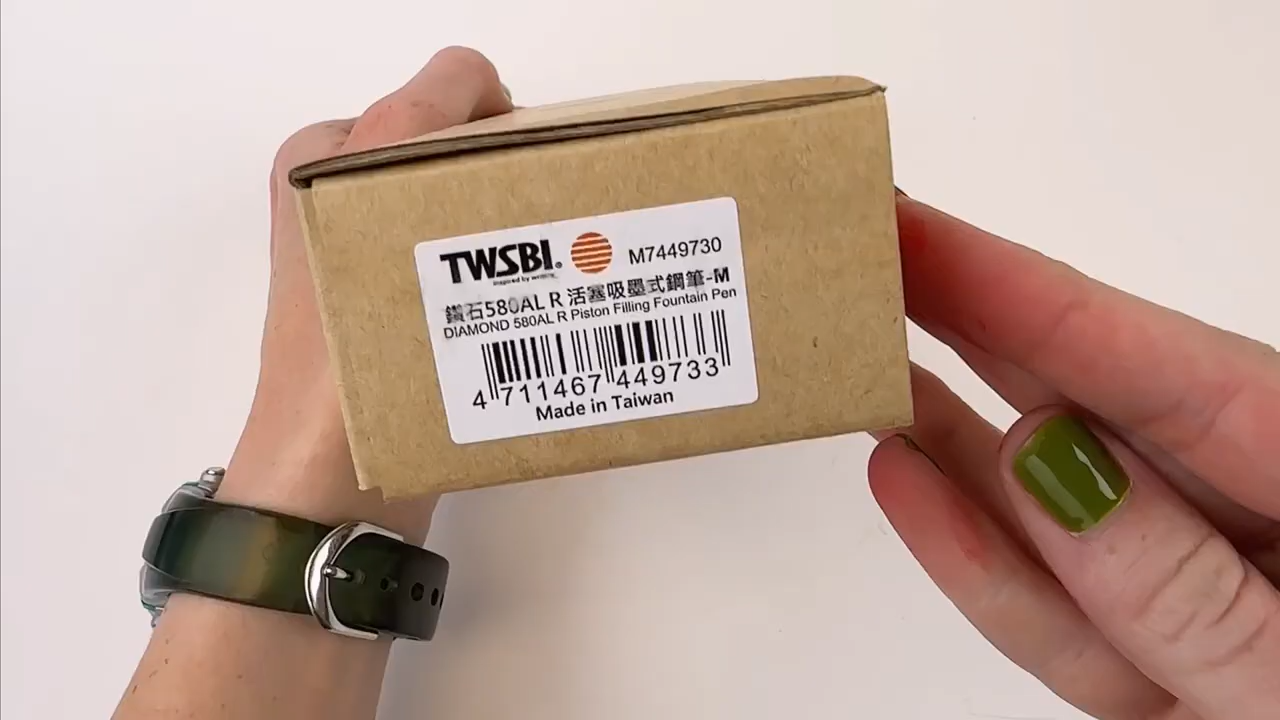 TWSBI®
Inspired by writing
M7449730
鑽石580AL R 活塞吸墨式鋼筆-M
DIAMOND 580AL R Piston Filling Fountain Pen
4 711467 449733
Made in Taiwan